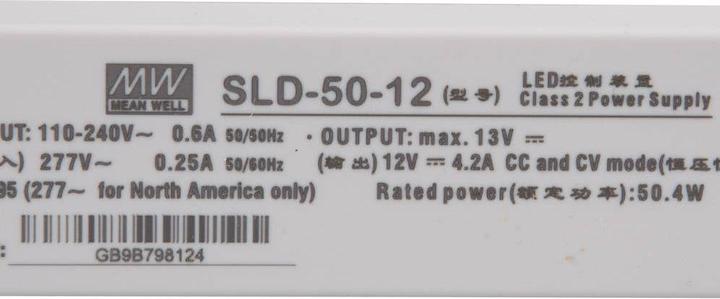 MW
MEAN WELL
SLD-50-12 (型号)
LED控制装置
Class 2 Power Supply
UT: 110-240V~ 0.6A 50/50Hz · OUTPUT: max. 13V ⎓
入) 277V~ 0.25A 50/60Hz (输出) 12V ⎓ 4.2A CC and CV mode(恒压
95 (277~ for North America only) Rated power(额定功率):50.4W
GB9B798124